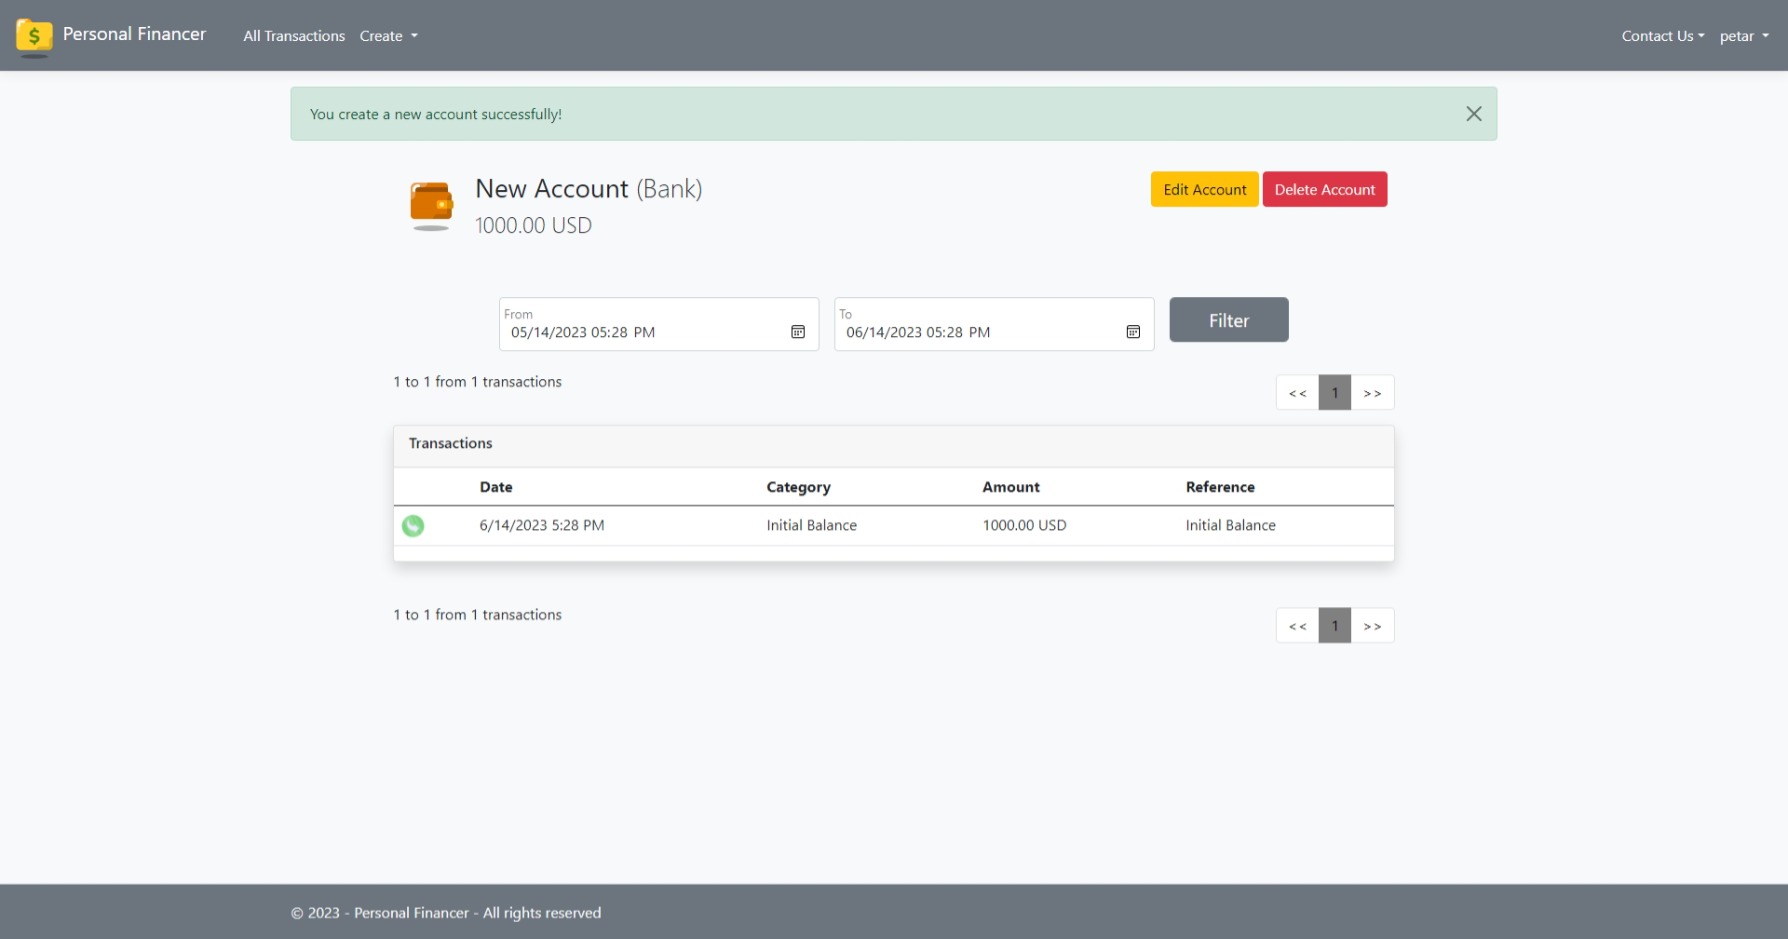 Personal Financer
All Transactions
Create
Contact Us
petar
You create a new account successfully!
New Account (Bank)
1000.00 USD
Edit Account
Delete Account
From
05/14/2023 05:28 PM
To
06/14/2023 05:28 PM
Filter
1 to 1 from 1 transactions
<< 1 >>
Transactions
Date Category Amount Reference
6/14/2023 5:28 PM Initial Balance 1000.00 USD Initial Balance
1 to 1 from 1 transactions
<< 1 >>
© 2023 - Personal Financer - All rights reserved